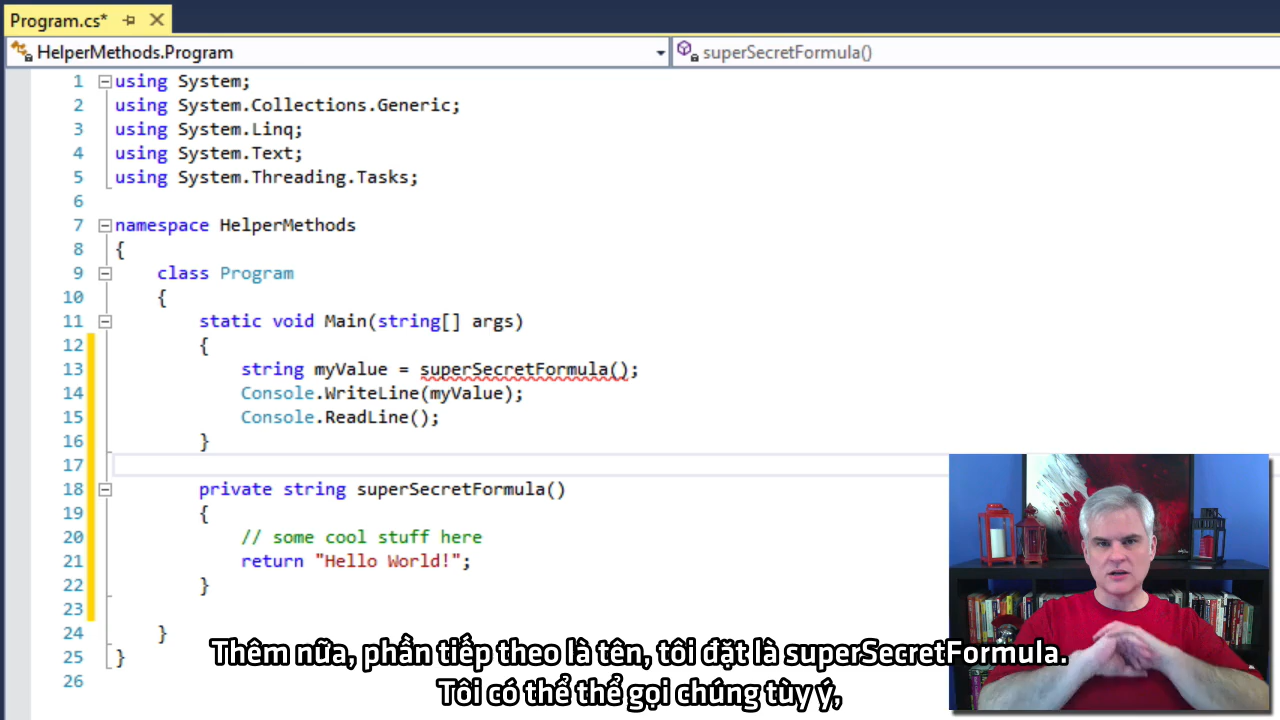 Program.cs*
HelperMethods.Program
superSecretFormula()
1 using System;
2 using System.Collections.Generic;
3 using System.Linq;
4 using System.Text;
5 using System.Threading.Tasks;
6
7 namespace HelperMethods
8 {
9 class Program
10 {
11 static void Main(string[] args)
12 {
13 string myValue = superSecretFormula();
14 Console.WriteLine(myValue);
15 Console.ReadLine();
16 }
17
18 private string superSecretFormula()
19 {
20 // some cool stuff here
21 return "Hello World!";
22 }
23
24 }
25 }
26
Thêm nữa, phần tiếp theo là tên, tôi đặt là superSecretFormula.
Tôi có thể thể gọi chúng tùy ý,